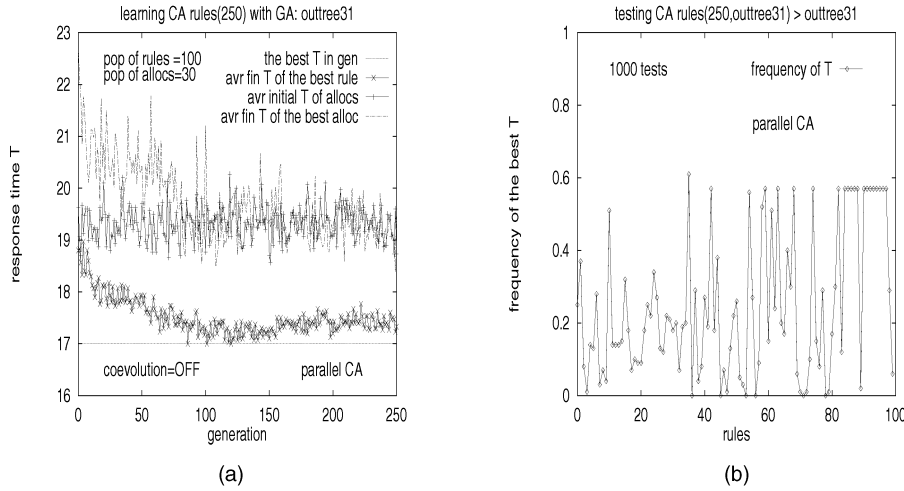 learning CA rules(250) with GA: outtree31
23
22
21
20
19
18
17
16
response time T
pop of rules =100
pop of allocs=30
the best T in gen
avr fin T of the best rule
avr initial T of allocs
avr fin T of the best alloc
coevolution=OFF
parallel CA
0 50 100 150 200 250
generation
(a)
testing CA rules(250,outtree31) > outtree31
1
0.8
0.6
0.4
0.2
0
frequency of the best T
1000 tests
frequency of T
parallel CA
0 20 40 60 80 100
rules
(b)